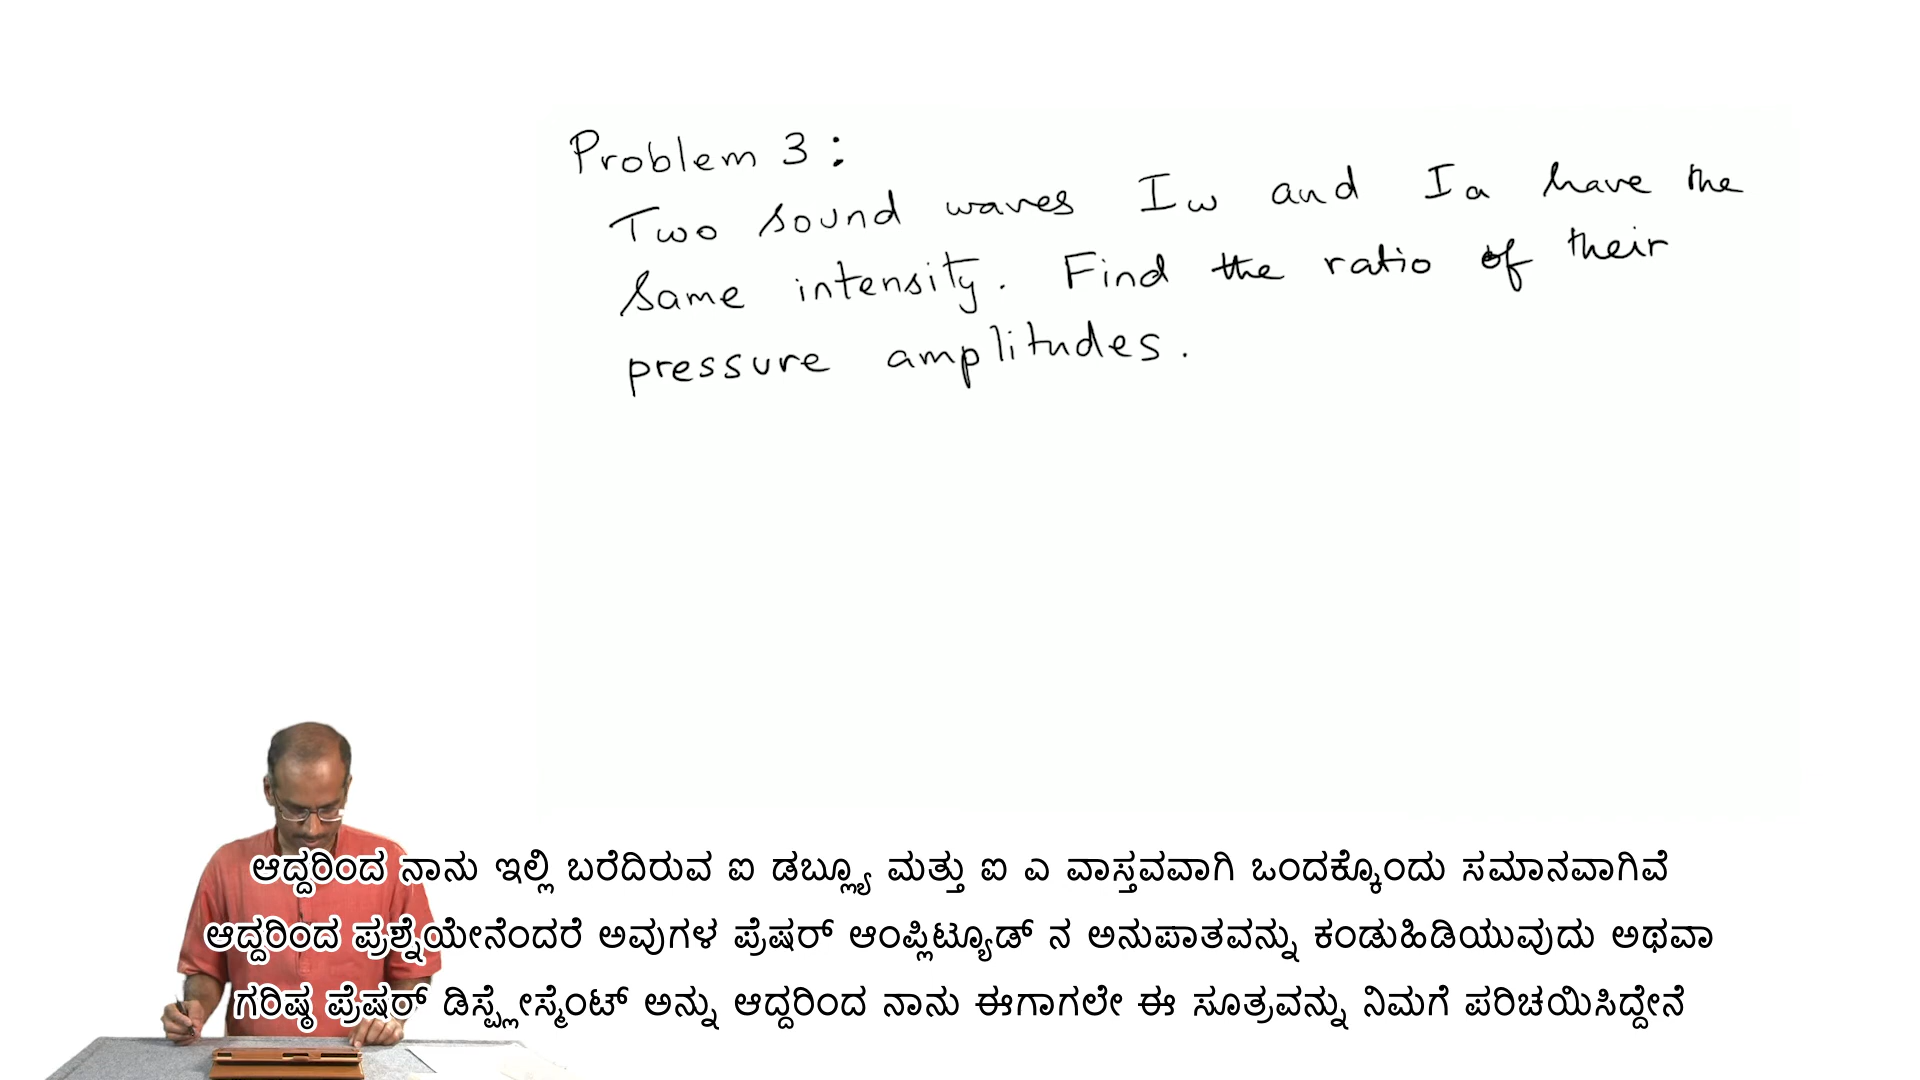 Problem 3 :
Two sound waves Iw and Ia have the
same intensity. Find the ratio of their
pressure amplitudes.
ಆದ್ದರಿಂದ ನಾನು ಇಲ್ಲಿ ಬರೆದಿರುವ ಐ ಡಬ್ಲ್ಯೂ ಮತ್ತು ಐ ಎ ವಾಸ್ತವವಾಗಿ ಒಂದಕ್ಕೊಂದು ಸಮಾನವಾಗಿವೆ
ಆದ್ದರಿಂದ ಪ್ರಶ್ನೆಯೇನೆಂದರೆ ಅವುಗಳ ಪ್ರೆಷರ್ ಆಂಪ್ಲಿಟ್ಯೂಡ್ ನ ಅನುಪಾತವನ್ನು ಕಂಡುಹಿಡಿಯುವುದು ಅಥವಾ
ಗರಿಷ್ಠ ಪ್ರೆಷರ್ ಡಿಸ್ಪ್ಲೇಸ್ಮೆಂಟ್ ಅನ್ನು ಆದ್ದರಿಂದ ನಾನು ಈಗಾಗಲೇ ಈ ಸೂತ್ರವನ್ನು ನಿಮಗೆ ಪರಿಚಯಿಸಿದ್ದೇನೆ